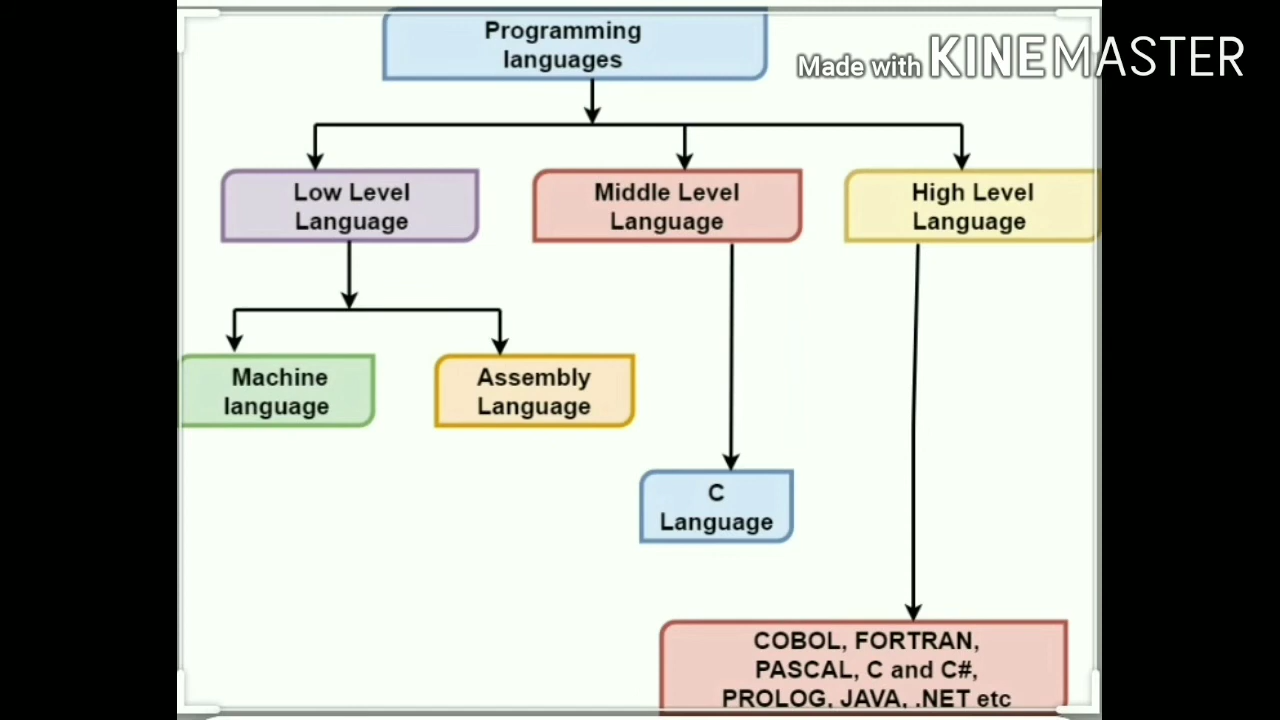 Programming
languages
Made with KINEMASTER
Low Level
Language
Middle Level
Language
High Level
Language
Machine
language
Assembly
Language
C
Language
COBOL, FORTRAN,
PASCAL, C and C#,
PROLOG, JAVA, .NET etc